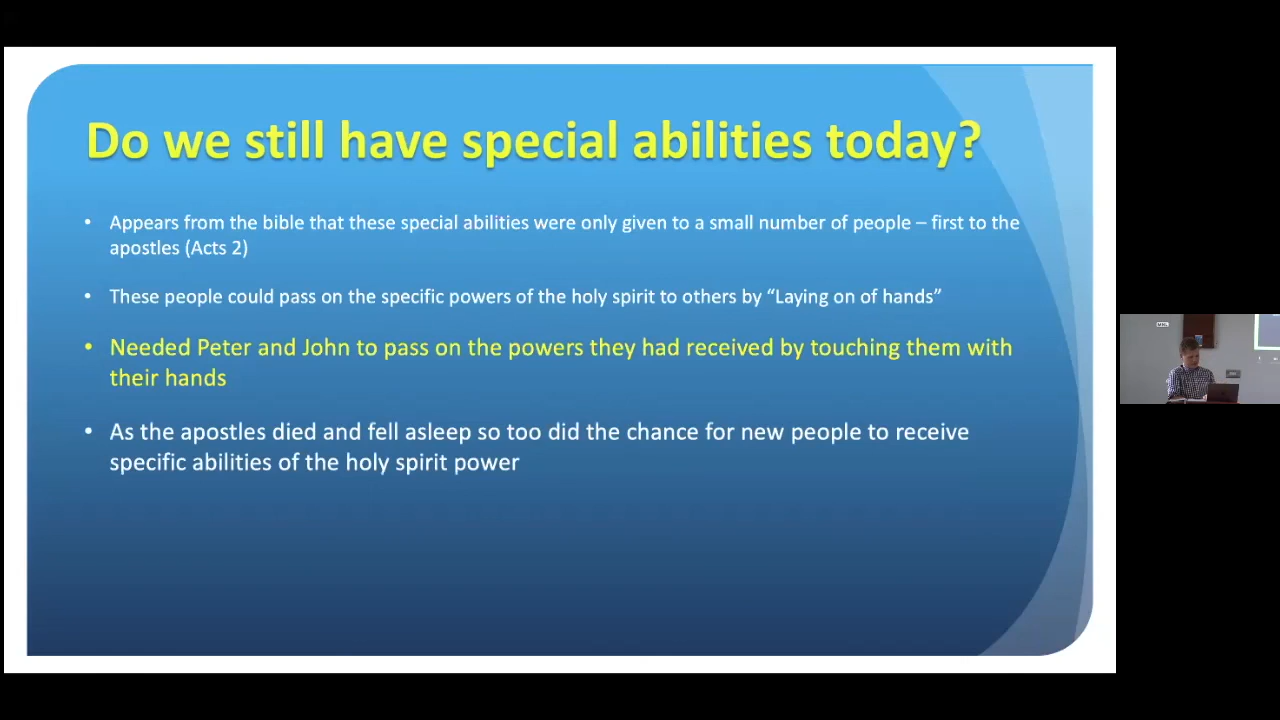 Do we still have special abilities today?
• Appears from the bible that these special abilities were only given to a small number of people – first to the
apostles (Acts 2)
• These people could pass on the specific powers of the holy spirit to others by “Laying on of hands”
• Needed Peter and John to pass on the powers they had received by touching them with
their hands
• As the apostles died and fell asleep so too did the chance for new people to receive
specific abilities of the holy spirit power